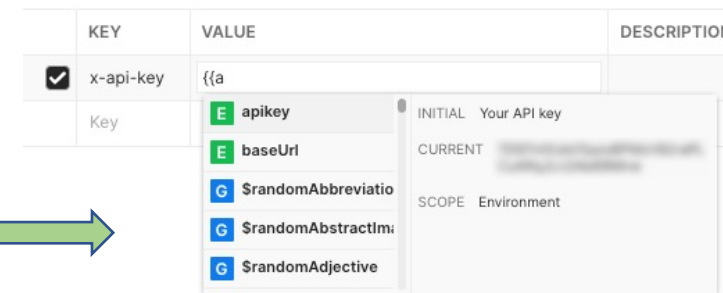 KEY VALUE DESCRIPTIO
x-api-key {{a
Key
E apikey
E baseUrl
G $randomAbbreviatio
G $randomAbstractIma
G $randomAdjective
INITIAL Your API key
CURRENT
SCOPE Environment